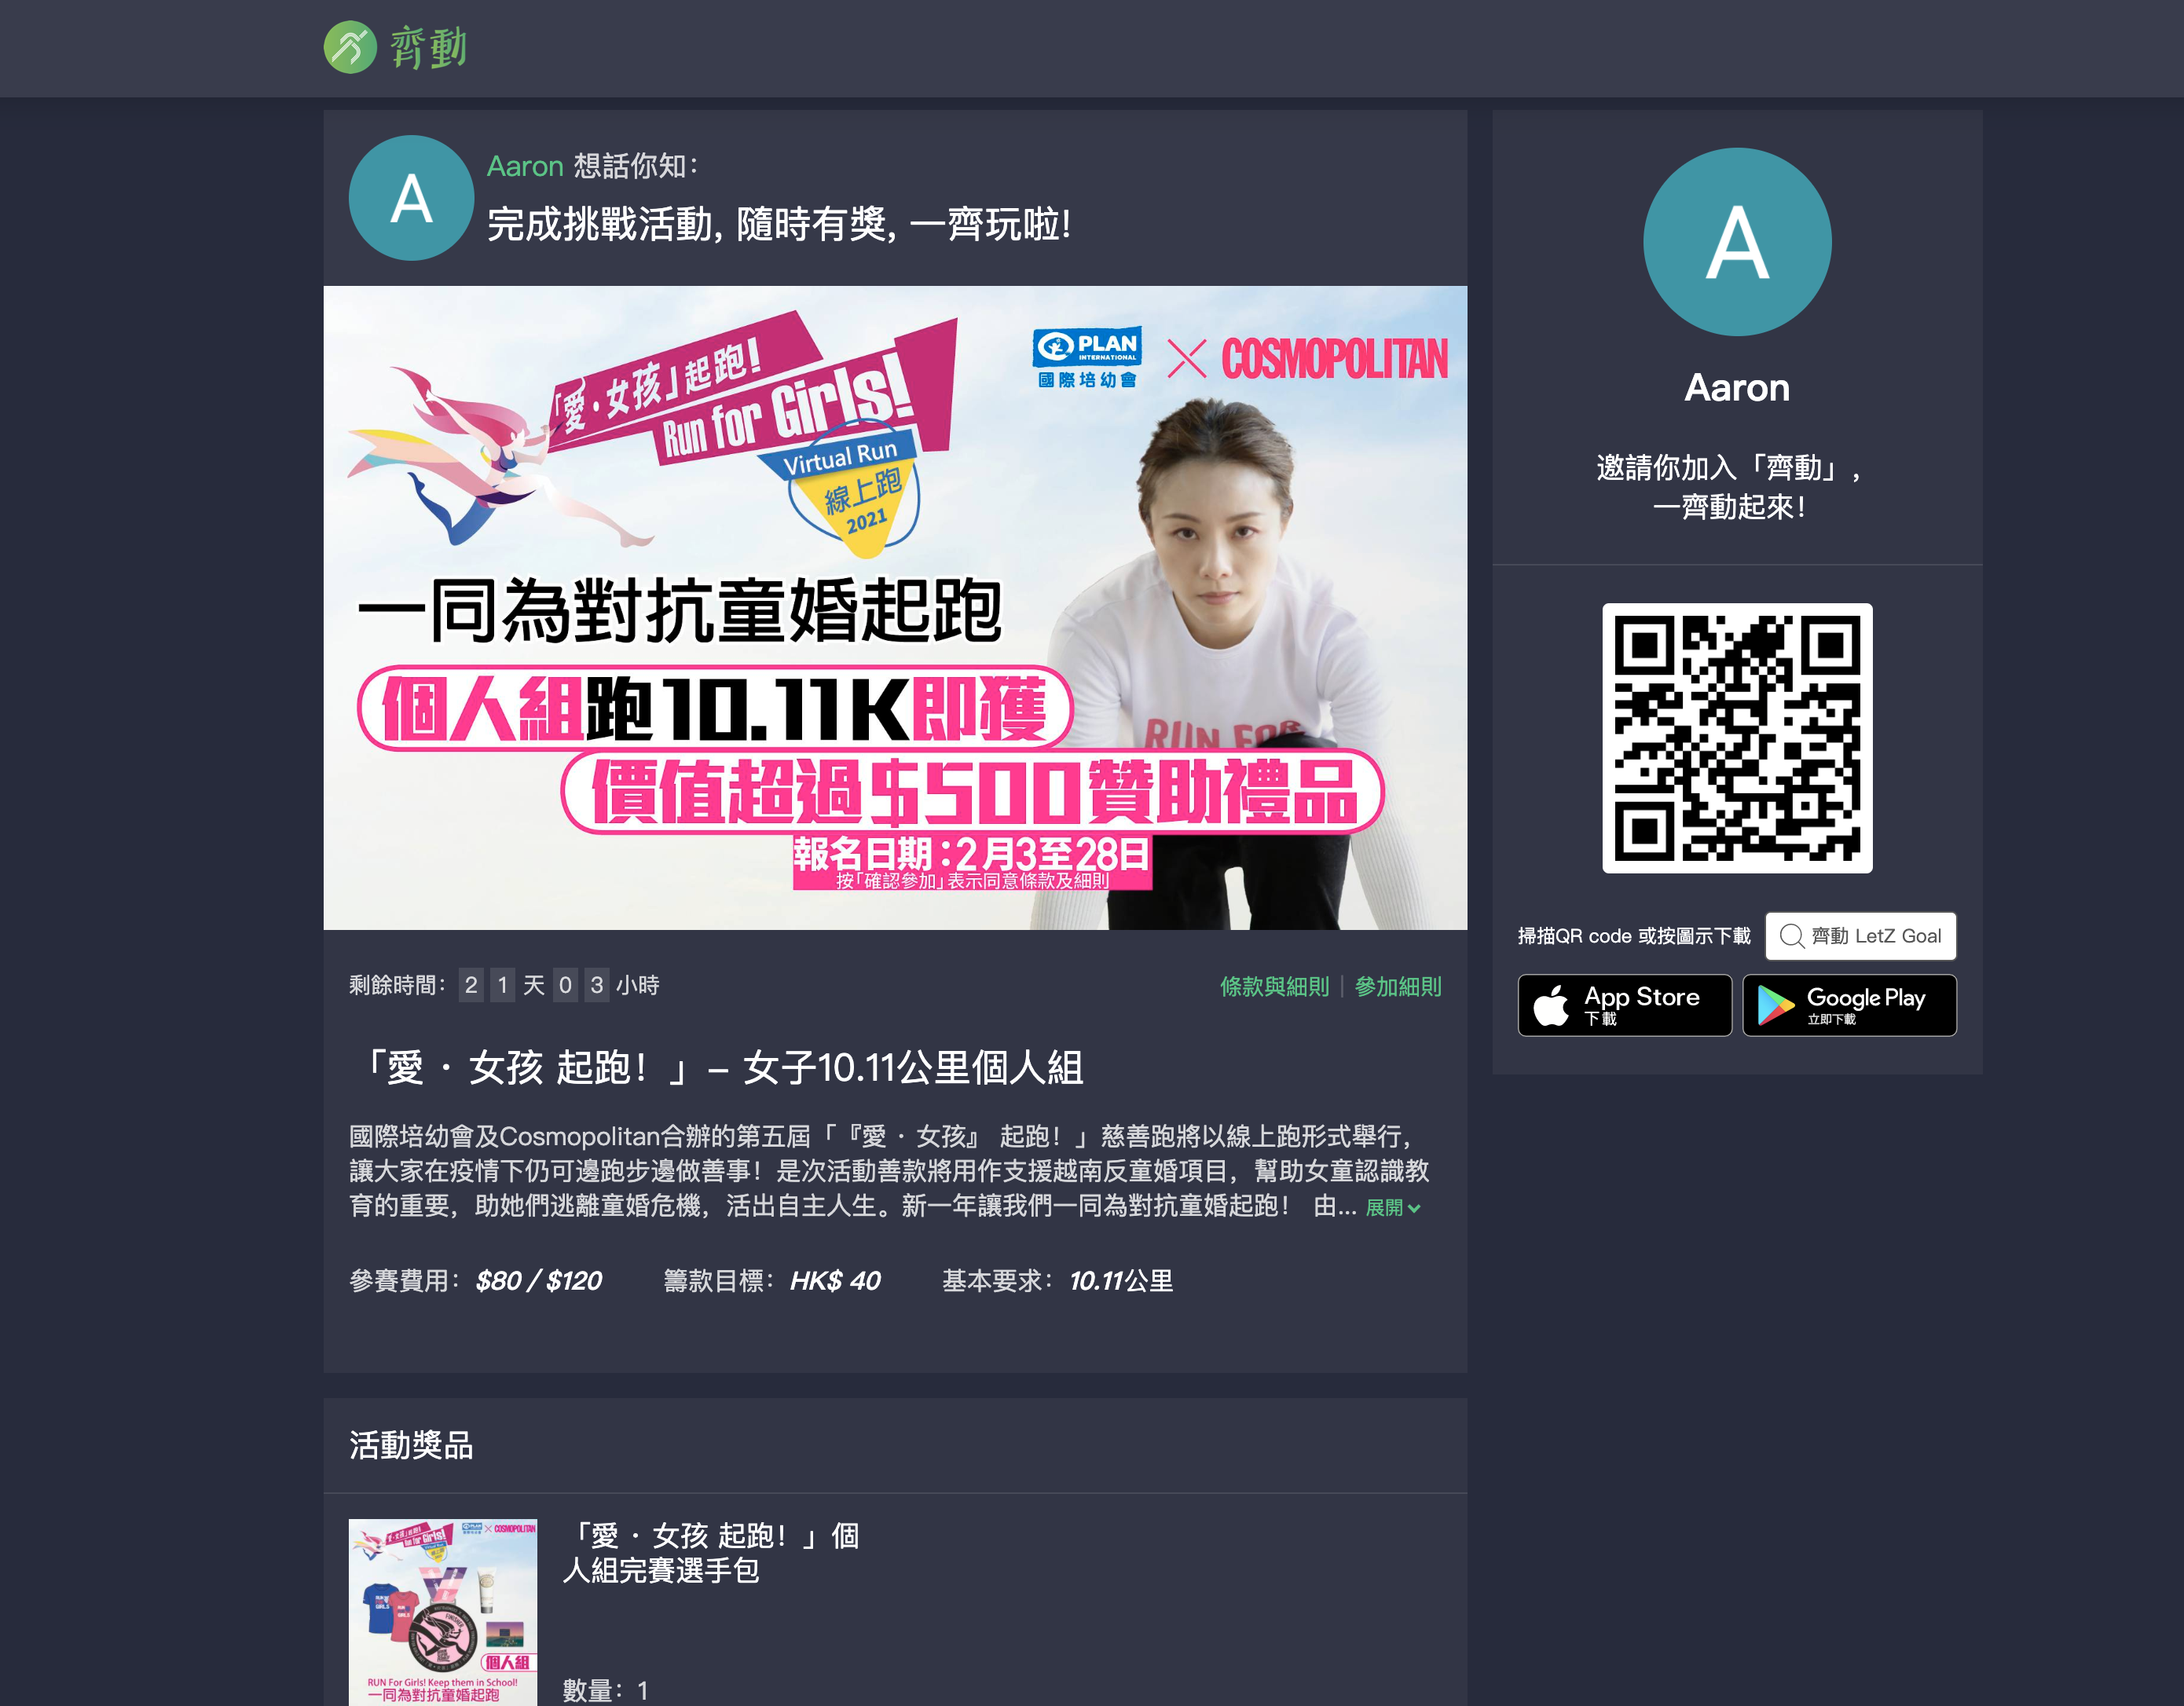 齊動
A
Aaron 想話你知：
完成挑戰活動, 隨時有獎, 一齊玩啦!
「愛・女孩」起跑!
Run for Girls!
Virtual Run
線上跑
2021
PLAN
INTERNATIONAL
國際培幼會
COSMOPOLITAN
一同為對抗童婚起跑
RUN FOR
個人組跑10.11K即獲
價值超過$500贊助禮品
報名日期：2月3至28日
按「確認參加」表示同意條款及細則
剩餘時間： 2 1 天 0 3 小時
條款與細則 | 參加細則
「愛・女孩 起跑！」– 女子10.11公里個人組
國際培幼會及Cosmopolitan合辦的第五屆「『愛・女孩』 起跑！」慈善跑將以線上跑形式舉行，
讓大家在疫情下仍可邊跑步邊做善事！是次活動善款將用作支援越南反童婚項目，幫助女童認識教
育的重要，助她們逃離童婚危機，活出自主人生。新一年讓我們一同為對抗童婚起跑！ 由... 展開
參賽費用：$80 / $120 籌款目標：HK$ 40 基本要求：10.11公里
活動獎品
「愛・女孩」起跑!
Run for Girls!
PLAN
COSMOPOLITAN
個人組
RUN For Girls! Keep them in School!
一同為對抗童婚起跑
「愛・女孩 起跑！」個
人組完賽選手包
數量：1
A
Aaron
邀請你加入「齊動」，
一齊動起來！
掃描QR code 或按圖示下載
齊動 LetZ Goal
App Store
下載
Google Play
立即下載